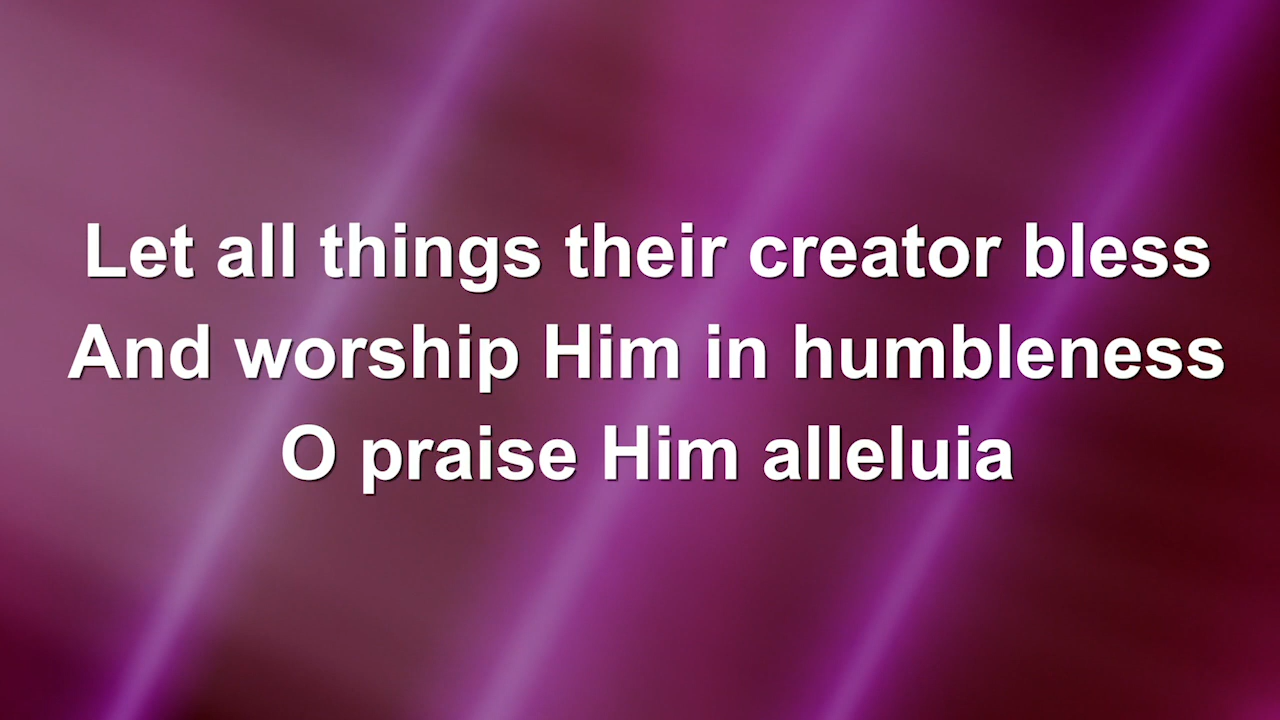 Let all things their creator bless
And worship Him in humbleness
O praise Him alleluia